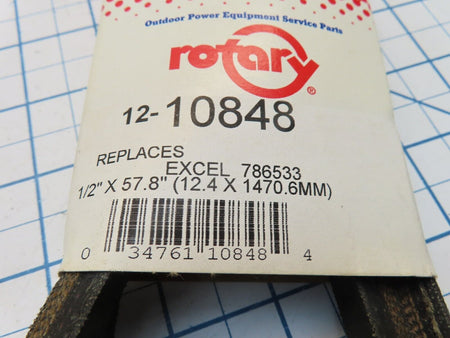 Outdoor Power Equipment Service Parts
rotary®
12-10848
REPLACES
EXCEL 786533
1/2" X 57.8" (12.4 X 1470.6MM)
0 34761 10848 4